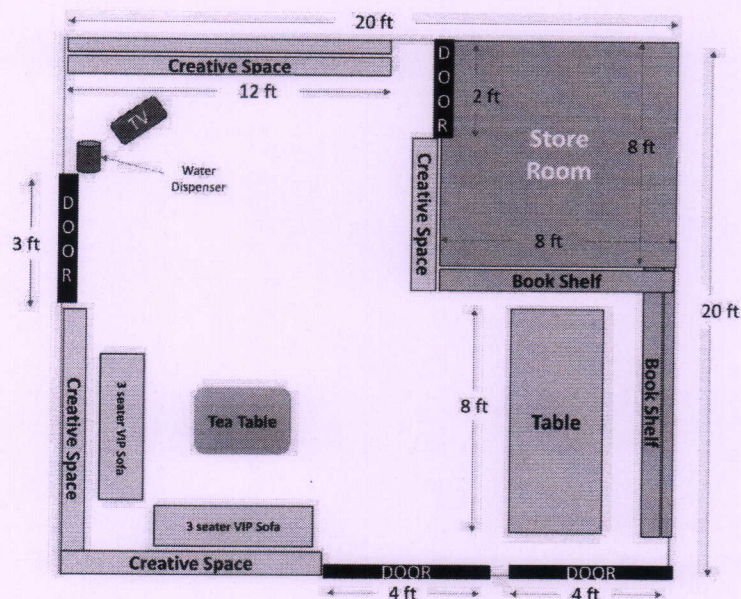 20 ft
Creative Space
12 ft
TV
Water
Dispenser
DOOR
2 ft
Store
Room
8 ft
8 ft
Creative Space
Book Shelf
DOOR
3 ft
20 ft
Creative Space
3 seater VIP Sofa
Tea Table
8 ft
Table
Book Shelf
3 seater VIP Sofa
Creative Space
DOOR
DOOR
4 ft
4 ft